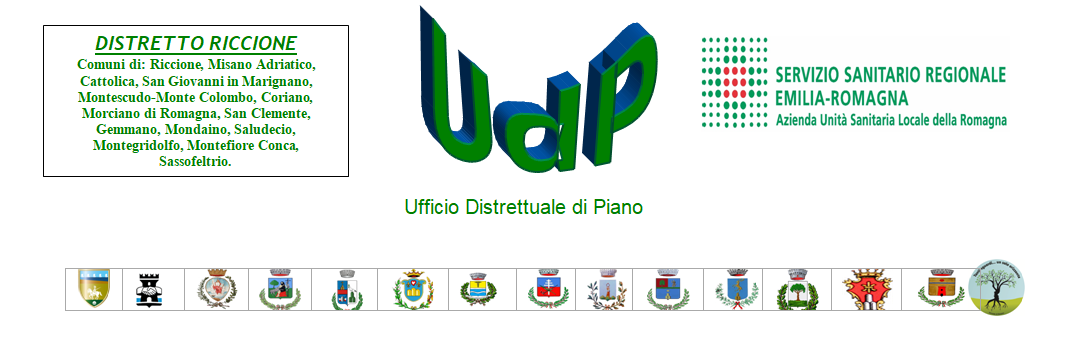 DISTRETTO RICCIONE
Comuni di: Riccione, Misano Adriatico,
Cattolica, San Giovanni in Marignano,
Montescudo-Monte Colombo, Coriano,
Morciano di Romagna, San Clemente,
Gemmano, Mondaino, Saludecio,
Montegridolfo, Montefiore Conca,
Sassofeltrio.
UdP
Ufficio Distrettuale di Piano
SERVIZIO SANITARIO REGIONALE
EMILIA-ROMAGNA
Azienda Unità Sanitaria Locale della Romagna